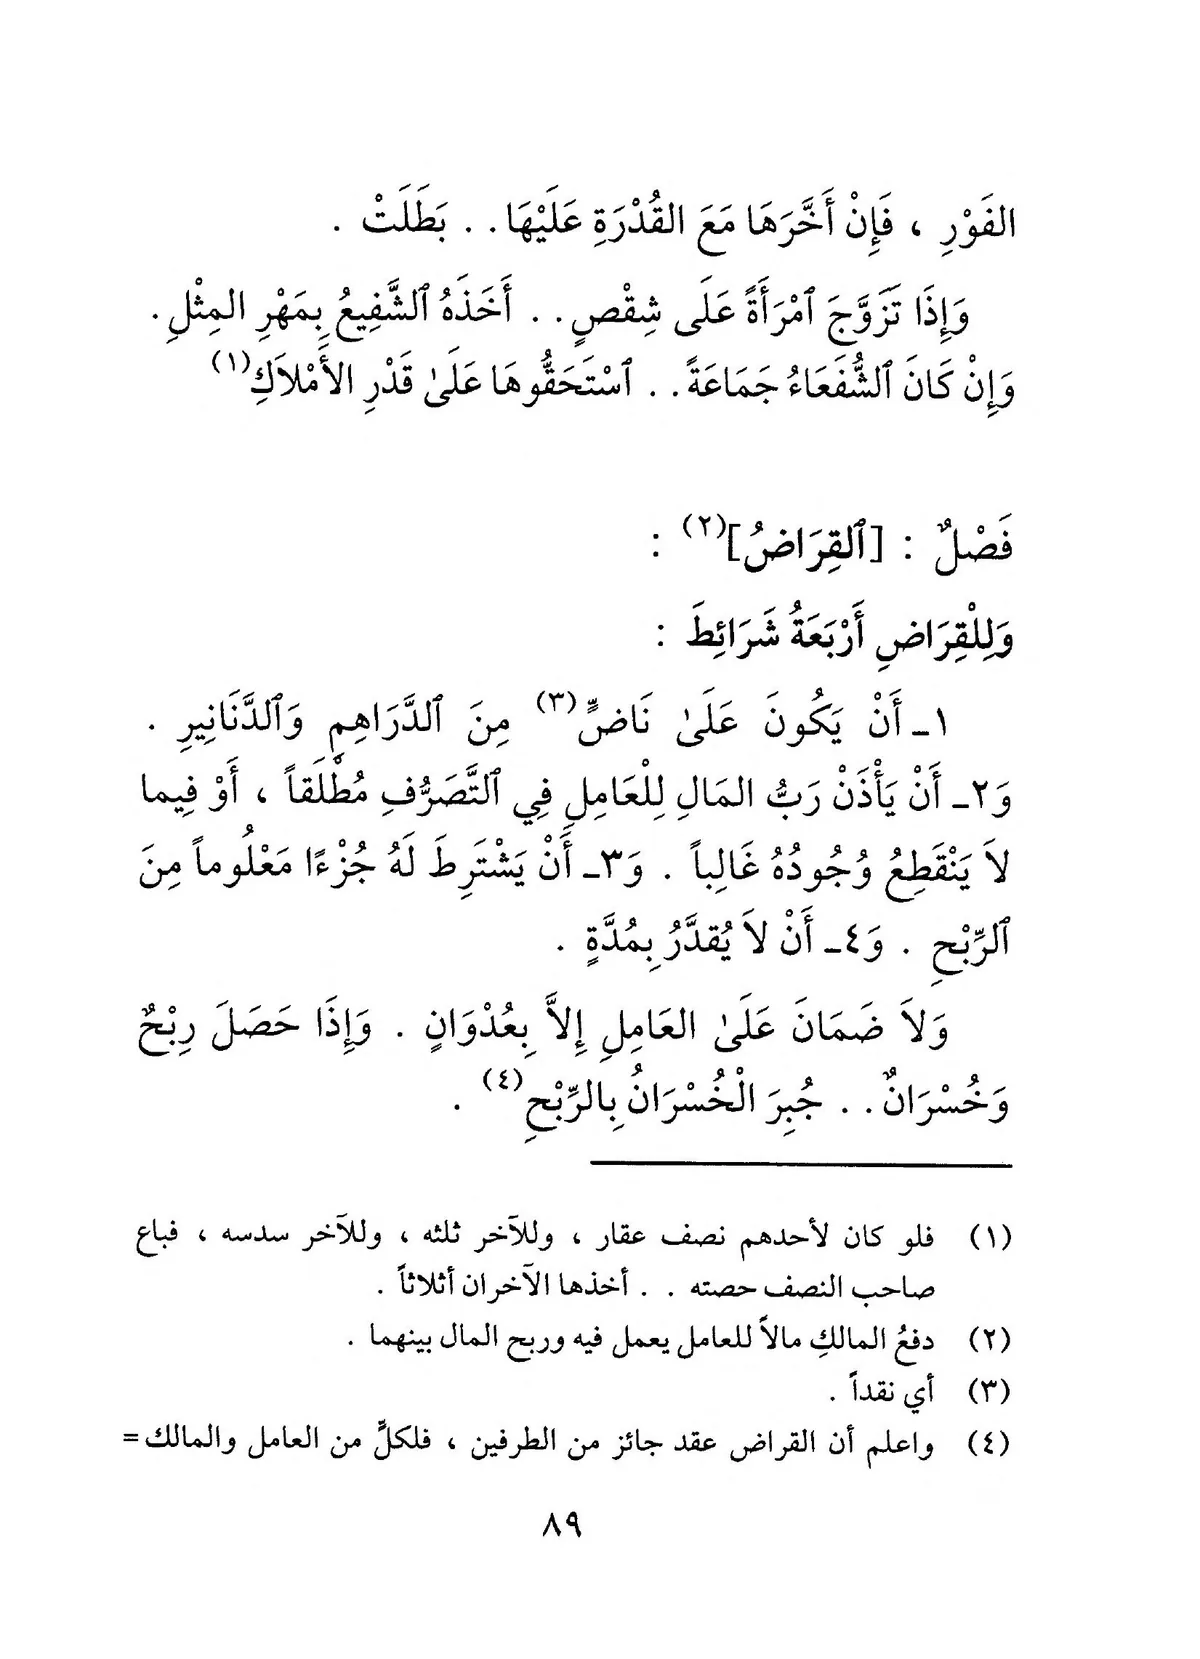 الفَوْرِ ، فَإِنْ أَخَّرَهَا مَعَ القُدْرَةِ عَلَيْهَا . . بَطَلَتْ .
وَإِذَا تَزَوَّجَ ٱمْرَأَةً عَلَى شِقْصٍ . . أَخَذَهُ ٱلشَّفِيعُ بِمَهْرِ المِثْلِ .
وَإِنْ كَانَ ٱلشُّفَعَاءُ جَمَاعَةً . . ٱسْتَحَقُّوهَا عَلَىٰ قَدْرِ الأَمْلاَكِ(١)
فَصْلٌ : [ٱلقِرَاضُ](٢) :
وَلِلْقِرَاضِ أَرْبَعَةُ شَرَائِطَ :
١ـ أَنْ يَكُونَ عَلَىٰ نَاضٍّ(٣) مِنَ ٱلدَّرَاهِمِ وَٱلدَّنَانِيرِ .
وَ٢ـ أَنْ يَأْذَنْ رَبُّ المَالِ لِلْعَامِلِ فِي ٱلتَّصَرُّفِ مُطْلَقاً ، أَوْ فِيما
لاَ يَنْقَطِعُ وُجُودُهُ غَالِباً . وَ٣ـ أَنْ يَشْتَرِطَ لَهُ جُزْءًا مَعْلُوماً مِنَ
ٱلرِّبْحِ . وَ٤ـ أَنْ لاَ يُقدَّرُ بِمُدَّةٍ .
وَلاَ ضَمَانَ عَلَىٰ العَامِلِ إِلاَّ بِعُدْوَانٍ . وَإِذَا حَصَلَ رِبْحٌ
وَخُسْرَانٌ . . جُبِرَ الْخُسْرَانُ بِالرِّبْحِ(٤) .
(١) فلو كان لأحدهم نصف عقار ، وللآخر ثلثه ، وللآخر سدسه ، فباع
صاحب النصف حصته . . أخذها الآخران أثلاثاً .
(٢) دفعُ المالكِ مالاً للعامل يعمل فيه وربح المال بينهما .
(٣) أي نقداً .
(٤) واعلم أن القراض عقد جائز من الطرفين ، فلكلٍّ من العامل والمالك =
٨٩